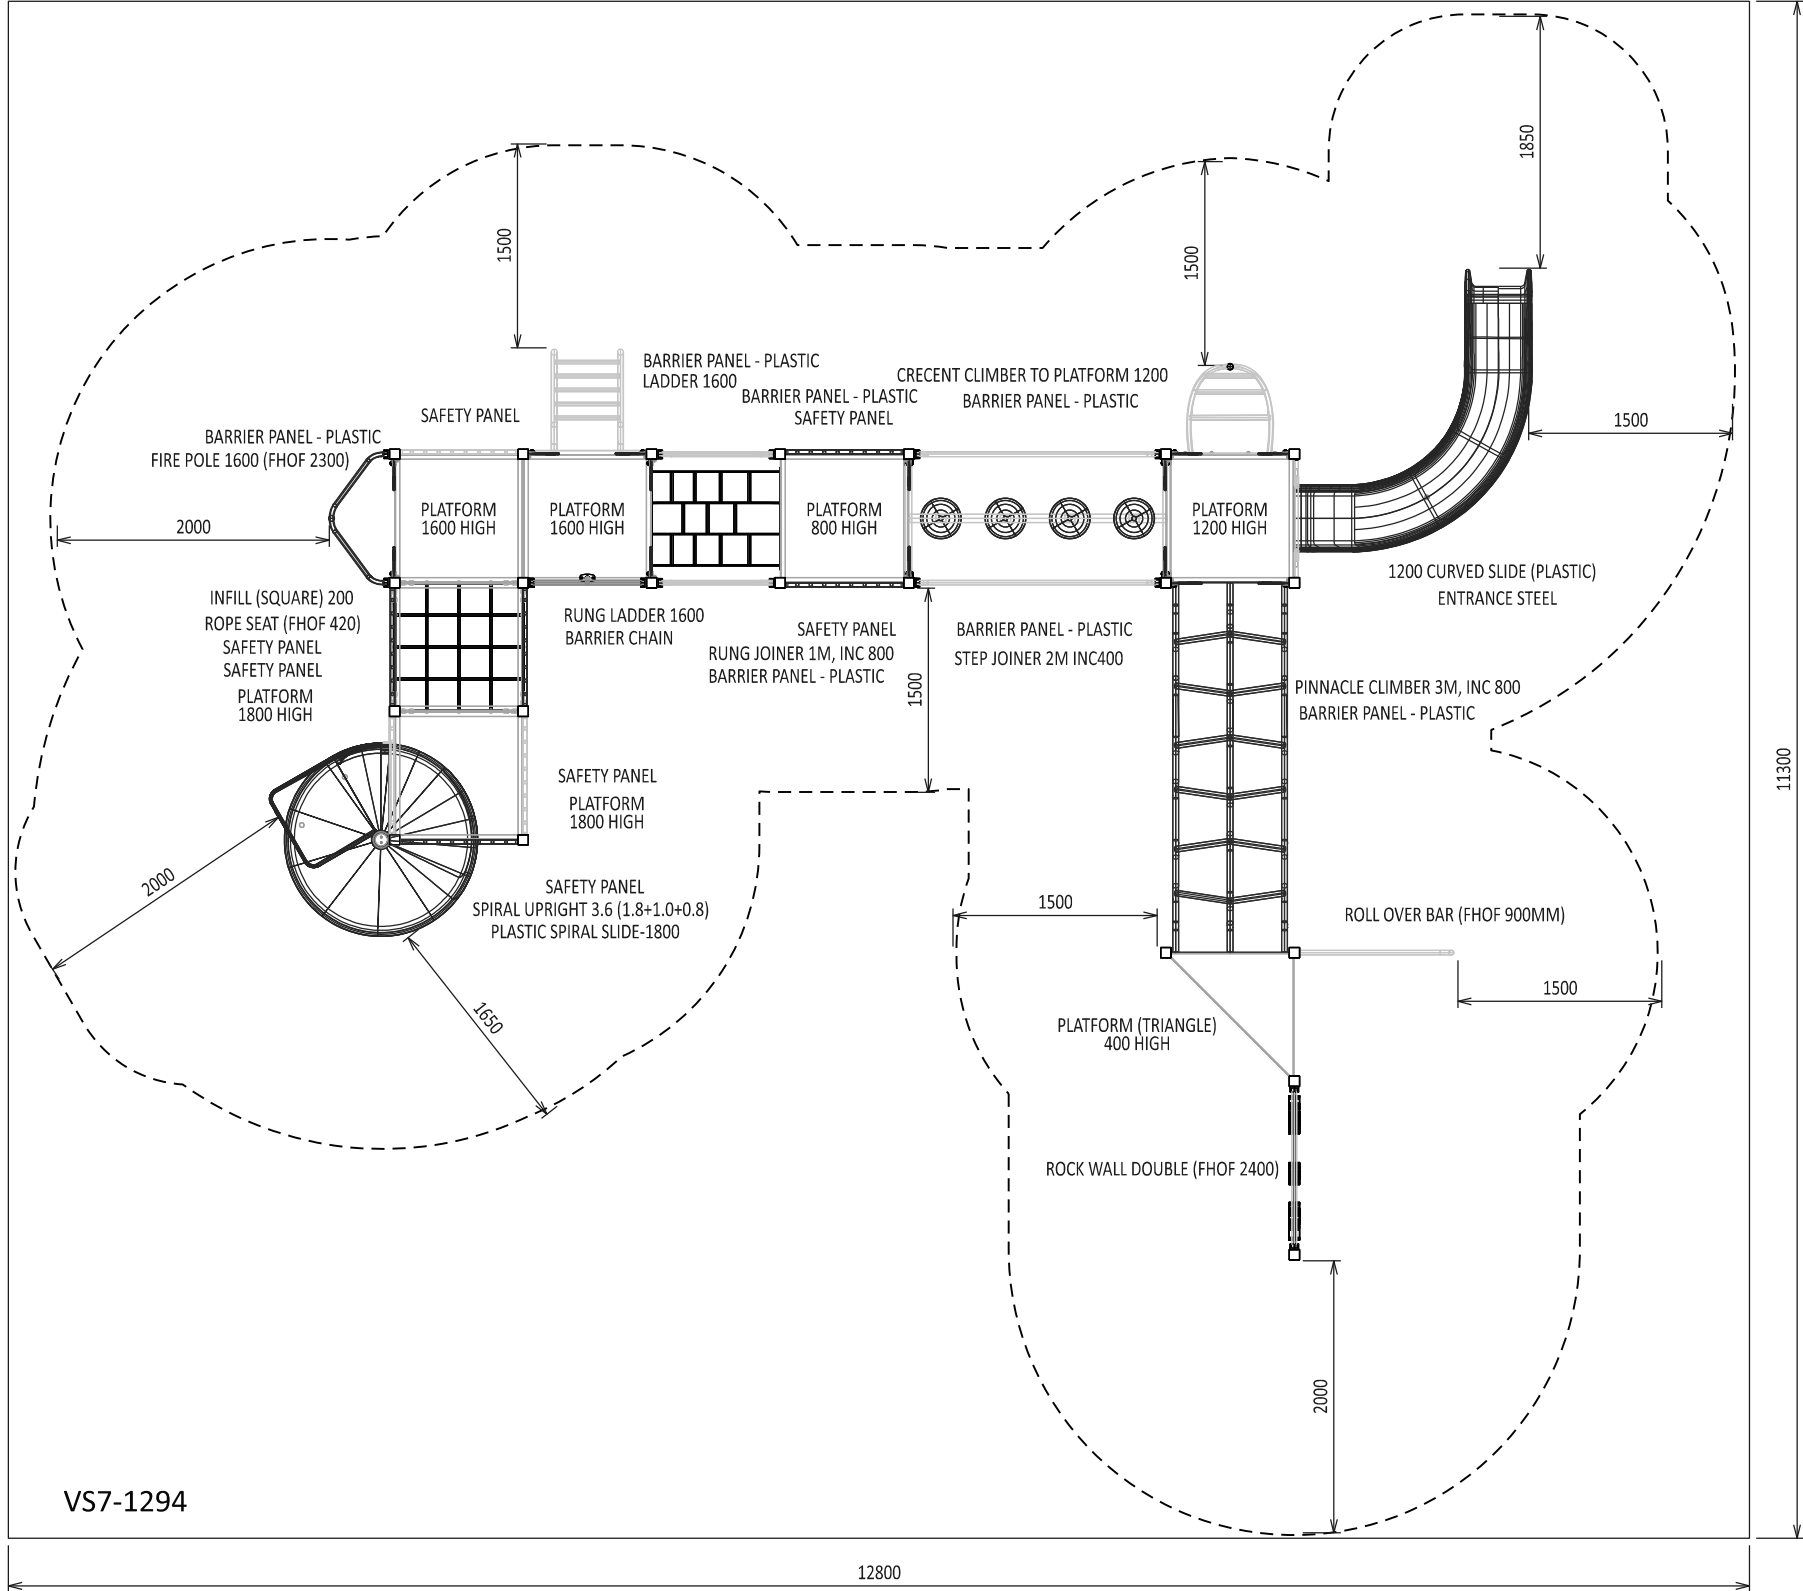 1850
1500
1500
BARRIER PANEL - PLASTIC
LADDER 1600
BARRIER PANEL - PLASTIC
SAFETY PANEL
CRECENT CLIMBER TO PLATFORM 1200
BARRIER PANEL - PLASTIC
SAFETY PANEL
1500
BARRIER PANEL - PLASTIC
FIRE POLE 1600 (FHOF 2300)
PLATFORM
1600 HIGH
PLATFORM
1600 HIGH
PLATFORM
800 HIGH
PLATFORM
1200 HIGH
2000
1200 CURVED SLIDE (PLASTIC)
ENTRANCE STEEL
INFILL (SQUARE) 200
ROPE SEAT (FHOF 420)
SAFETY PANEL
SAFETY PANEL
PLATFORM
1800 HIGH
RUNG LADDER 1600
BARRIER CHAIN
SAFETY PANEL
RUNG JOINER 1M, INC 800
BARRIER PANEL - PLASTIC
1500
BARRIER PANEL - PLASTIC
STEP JOINER 2M INC400
PINNACLE CLIMBER 3M, INC 800
BARRIER PANEL - PLASTIC
11300
SAFETY PANEL
PLATFORM
1800 HIGH
2000
SAFETY PANEL
SPIRAL UPRIGHT 3.6 (1.8+1.0+0.8)
PLASTIC SPIRAL SLIDE-1800
1500
ROLL OVER BAR (FHOF 900MM)
1650
1500
PLATFORM (TRIANGLE)
400 HIGH
ROCK WALL DOUBLE (FHOF 2400)
2000
VS7-1294
12800